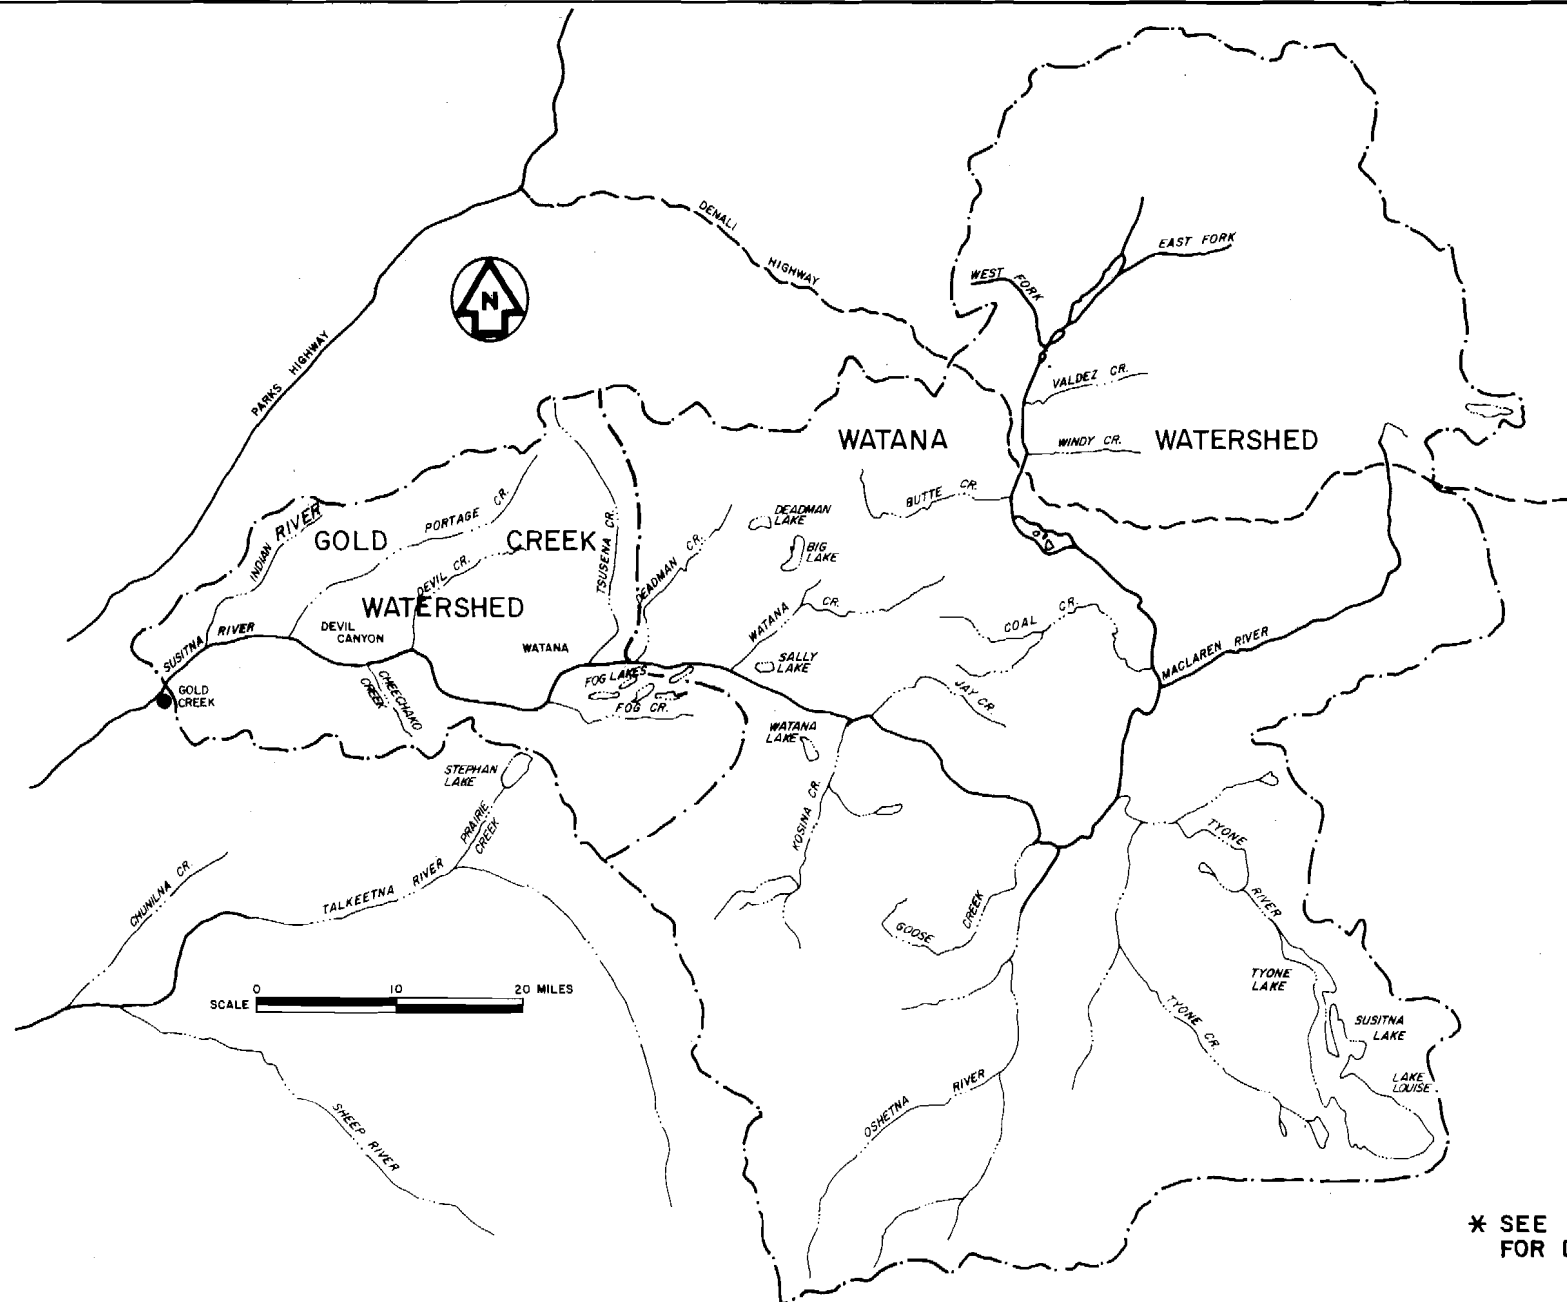 DENALI
HIGHWAY
PARKS HIGHWAY
N
WEST FORK
EAST FORK
VALDEZ CR.
WINDY CR.
WATANA WATERSHED
BUTTE CR.
DEADMAN
LAKE
BIG
LAKE
INDIAN RIVER
PORTAGE CR.
GOLD CREEK
WATERSHED
DEVIL CR.
TSUSENA CR.
DEADMAN CR.
WATANA CR.
COAL CR.
MACLAREN RIVER
SUSITNA RIVER
DEVIL
CANYON
WATANA
SALLY
LAKE
JAY CR.
GOLD
CREEK
CHEECHAKO
CREEK
FOG LAKES
FOG CR.
WATANA
LAKE
STEPHAN
LAKE
PRAIRIE
CREEK
KOSINA CR.
TYONE RIVER
CHUNILNA CR.
TALKEETNA RIVER
GOOSE CREEK
TYONE
LAKE
SUSITNA
LAKE
LAKE
LOUISE
TYONE CR.
SCALE 0 10 20 MILES
OSHETNA RIVER
SHEEP RIVER
* SEE
FOR